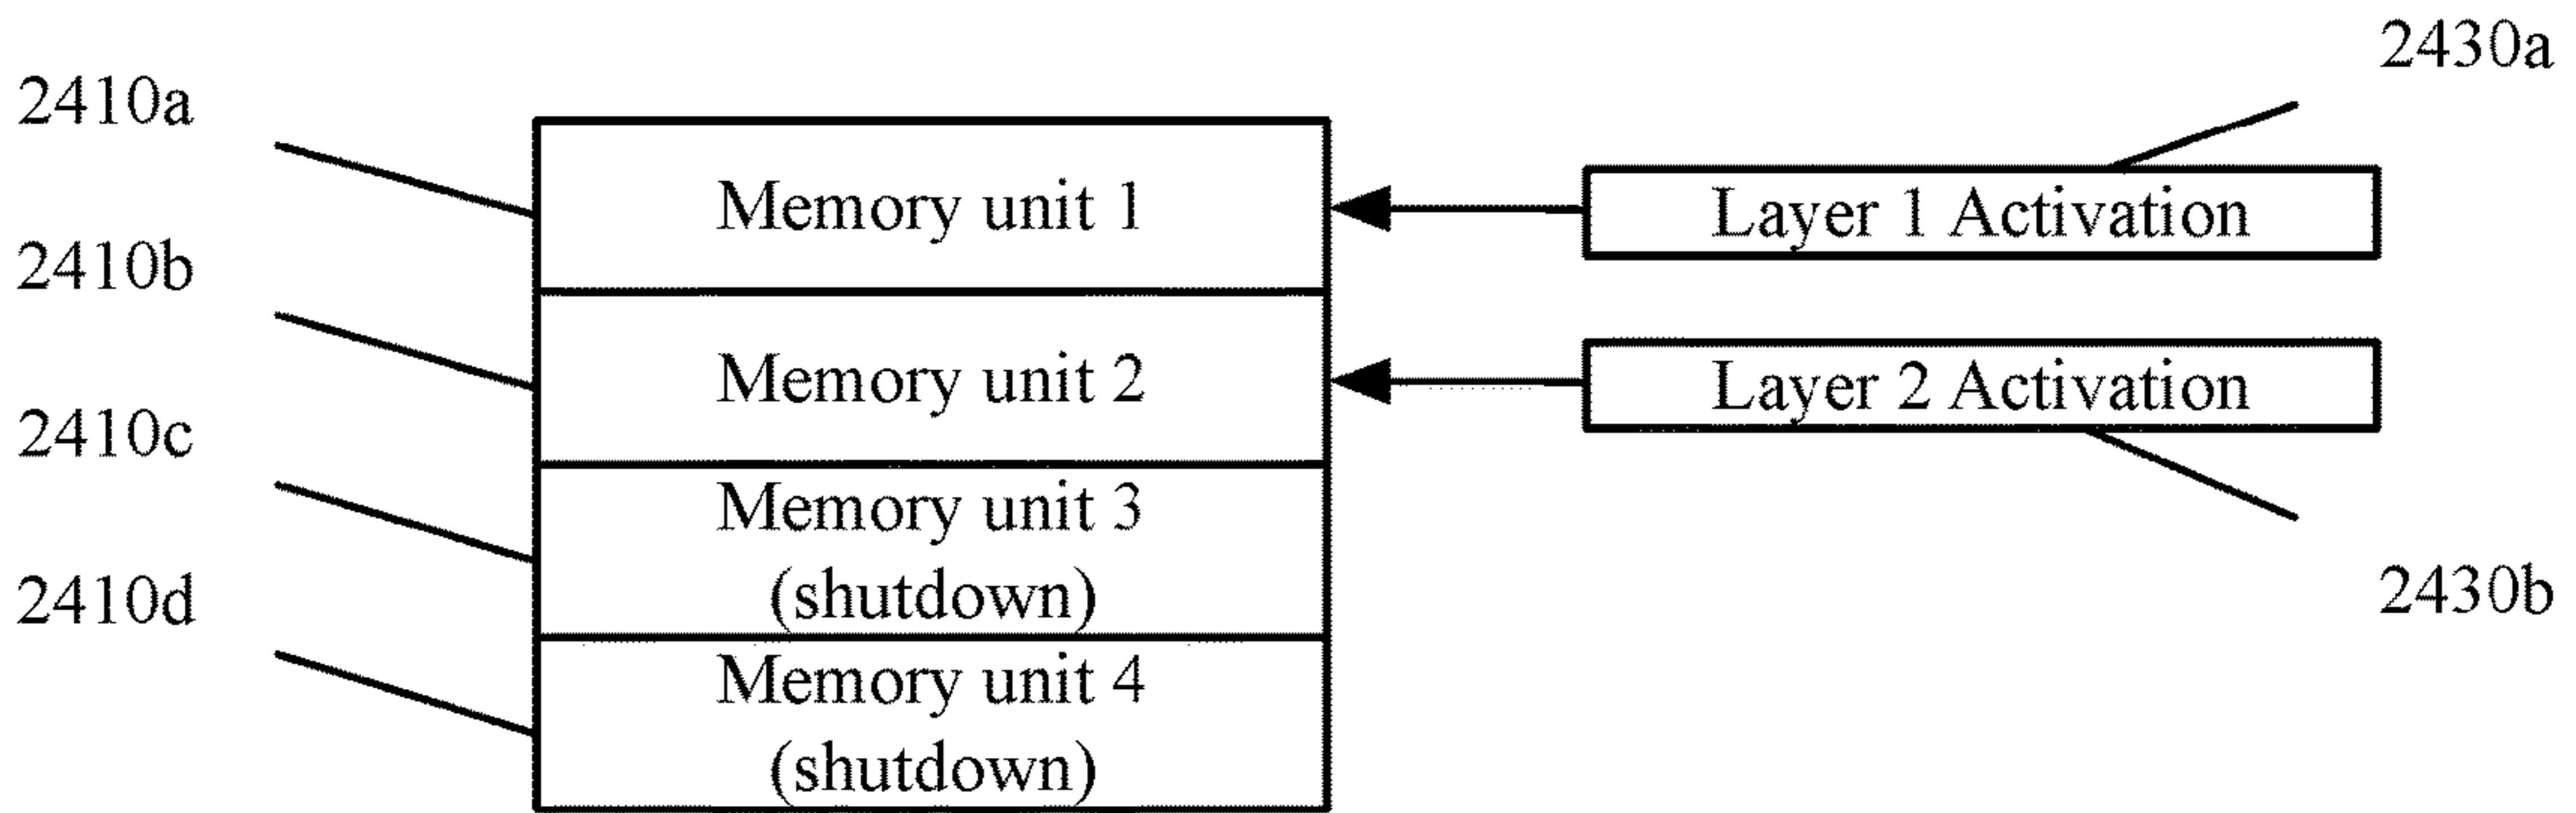 2430a
2410a
Memory unit 1
Layer 1 Activation
2410b
Memory unit 2
Layer 2 Activation
2410c
Memory unit 3
(shutdown)
2430b
2410d
Memory unit 4
(shutdown)